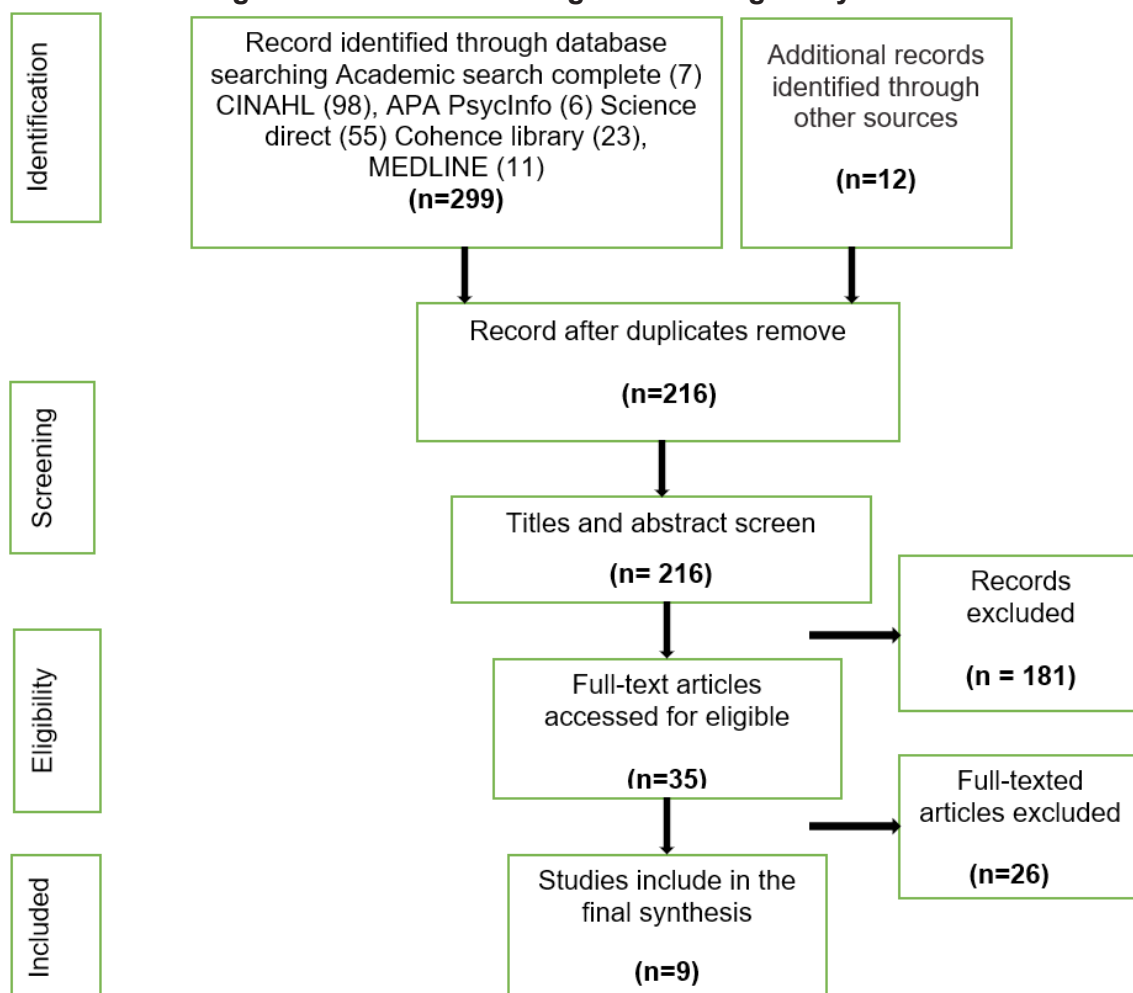 Identification
Record identified through database
searching Academic search complete (7)
CINAHL (98), APA PsycInfo (6) Science
direct (55) Cohence library (23),
MEDLINE (11)
(n=299)
Additional records
identified through
other sources
(n=12)
Record after duplicates remove
(n=216)
Screening
Titles and abstract screen
(n= 216)
Records
excluded
(n = 181)
Eligibility
Full-text articles
accessed for eligible
(n=35)
Full-texted
articles excluded
(n=26)
Included
Studies include in the
final synthesis
(n=9)